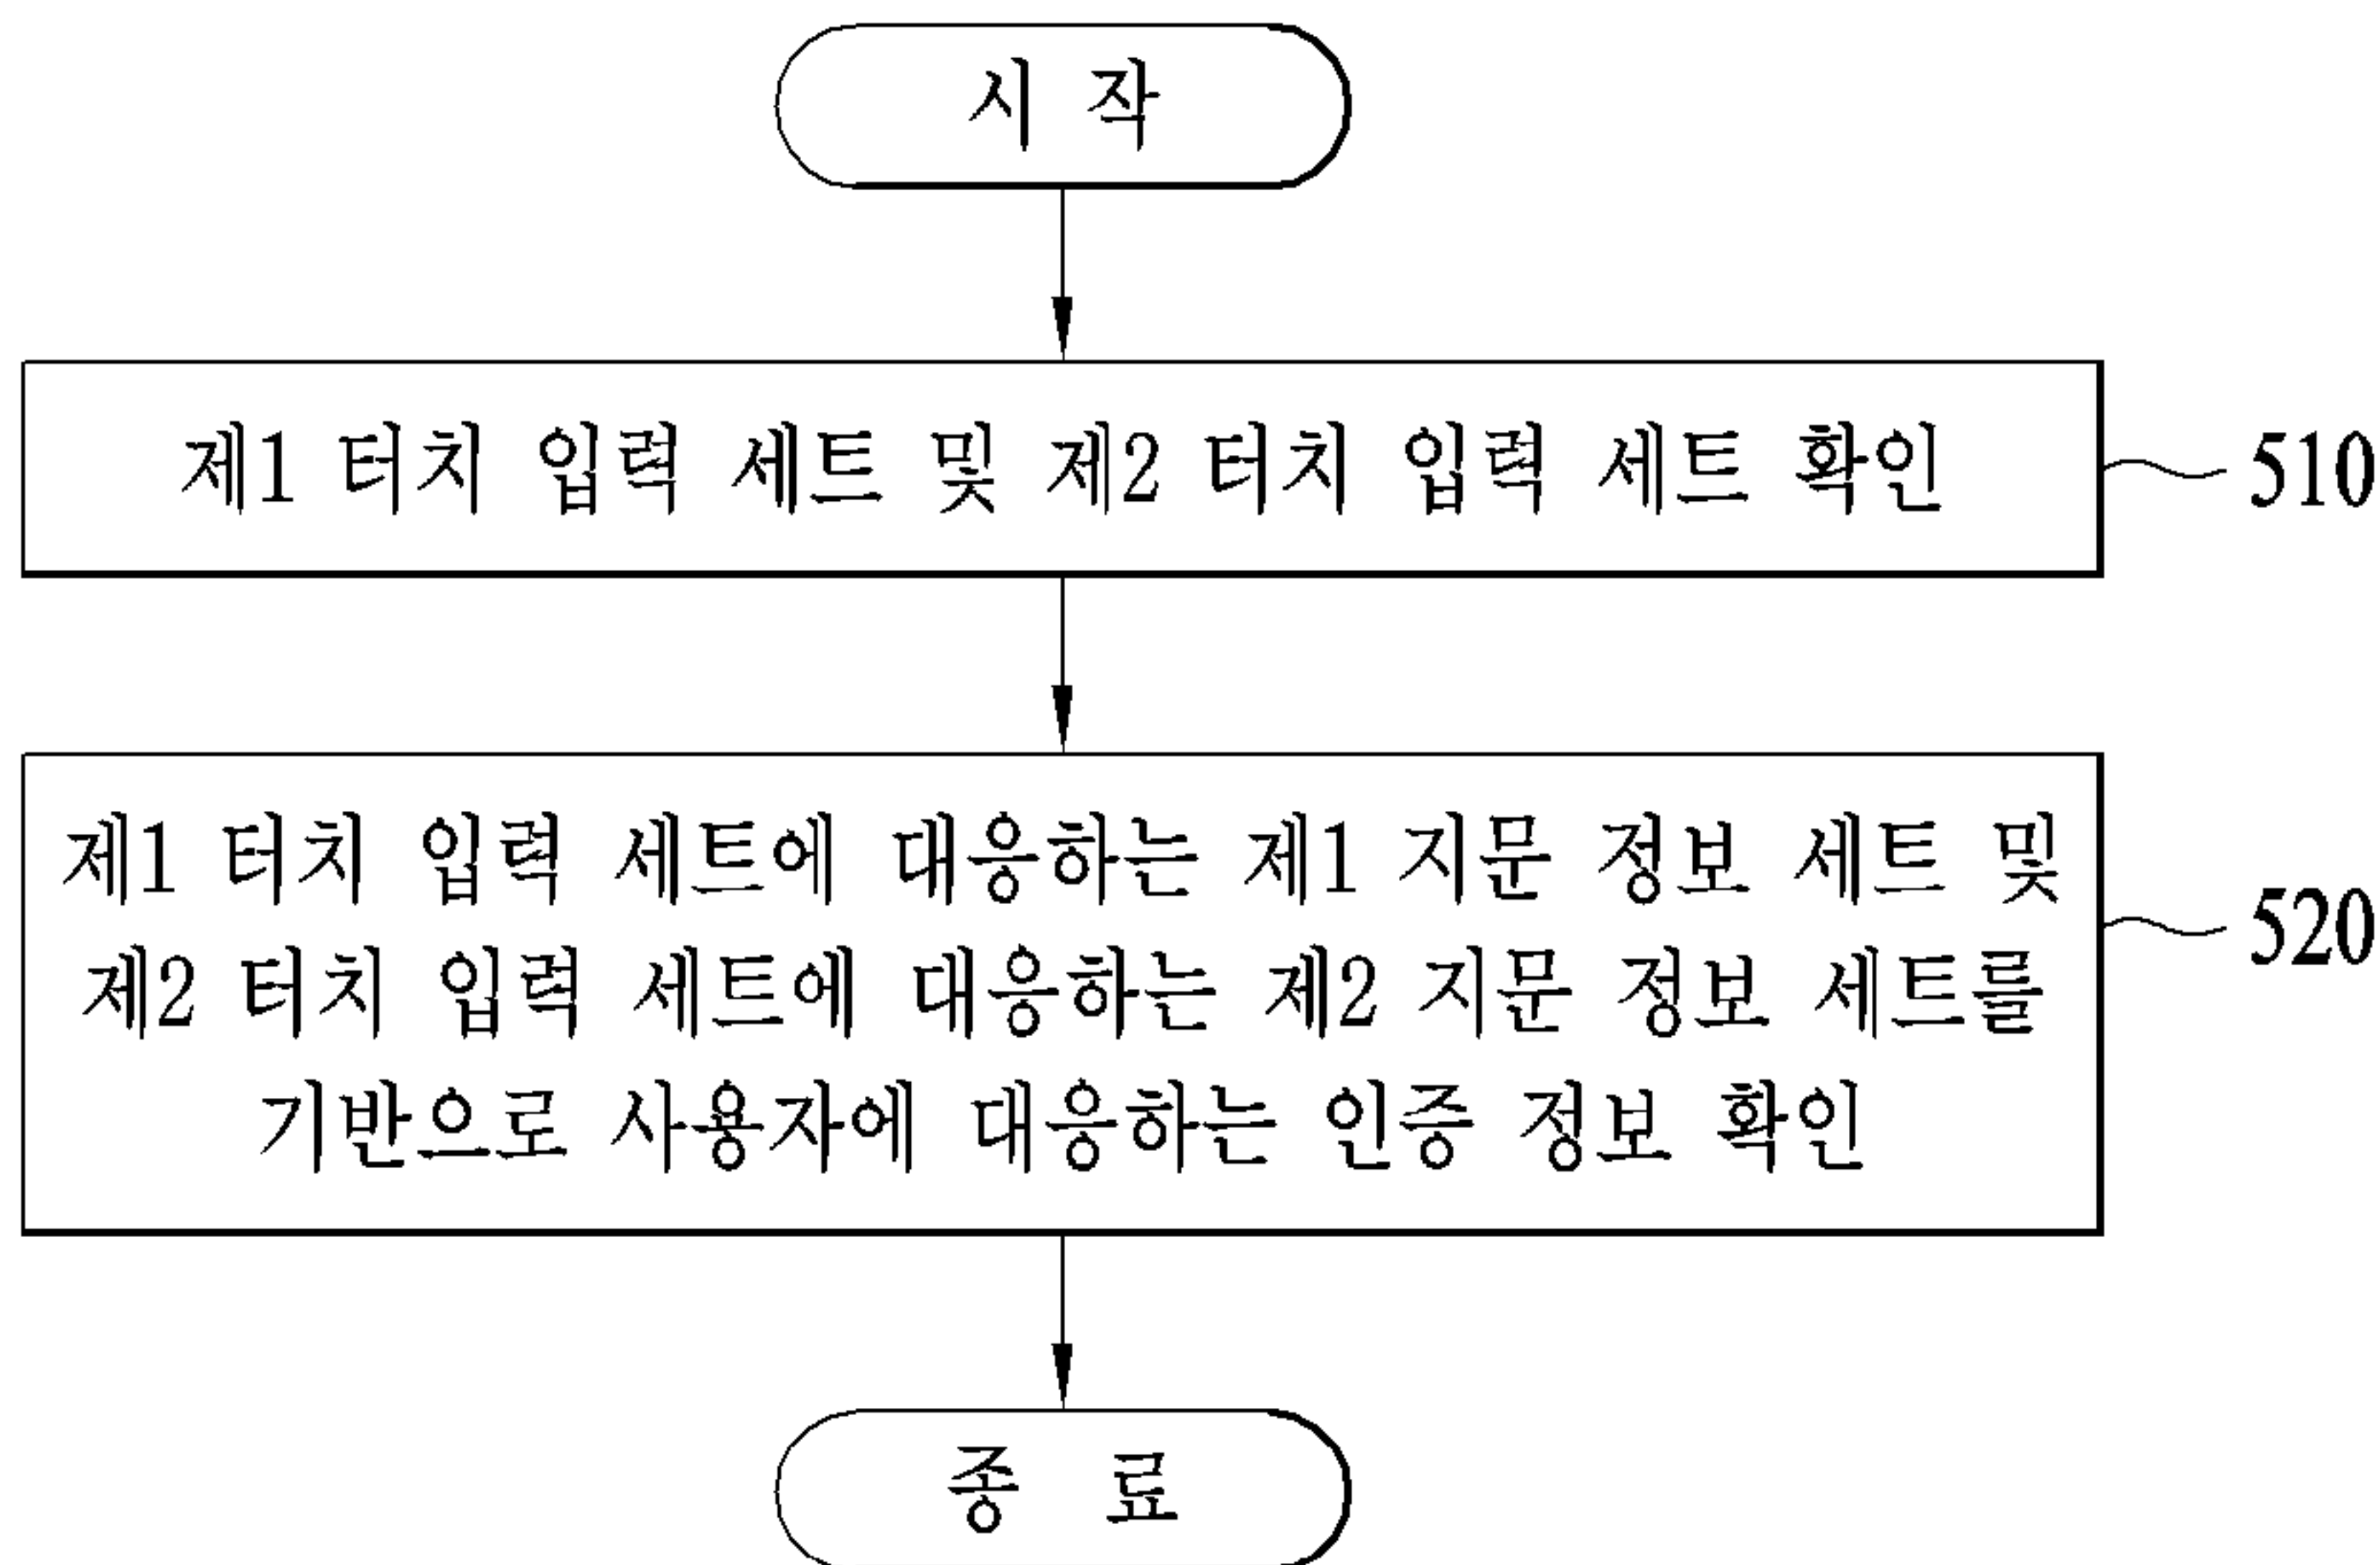 시 작
제1 터치 입력 세트 및 제2 터치 입력 세트 확인
510
제1 터치 입력 세트에 대응하는 제1 지문 정보 세트 및
제2 터치 입력 세트에 대응하는 제2 지문 정보 세트를
기반으로 사용자에 대응하는 인증 정보 확인
520
종 료